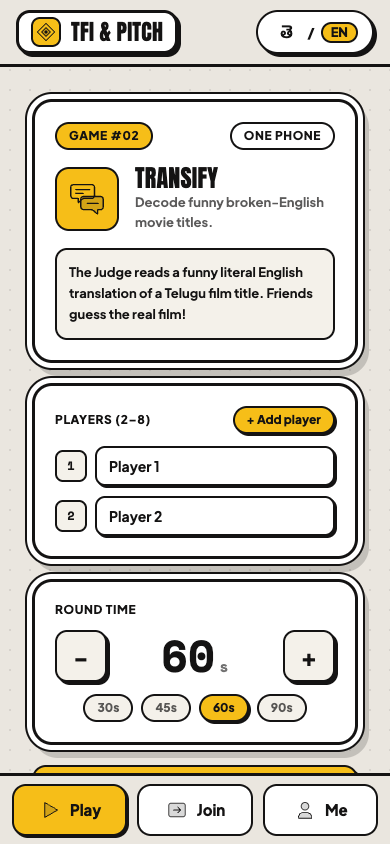 TFI & PITCH
తె / EN
GAME #02
ONE PHONE
TRANSIFY
Decode funny broken-English
movie titles.
The Judge reads a funny literal English
translation of a Telugu film title. Friends
guess the real film!
PLAYERS (2–8)
+ Add player
1
Player 1
2
Player 2
ROUND TIME
− 60 s +
30s 45s 60s 90s
Play Join Me